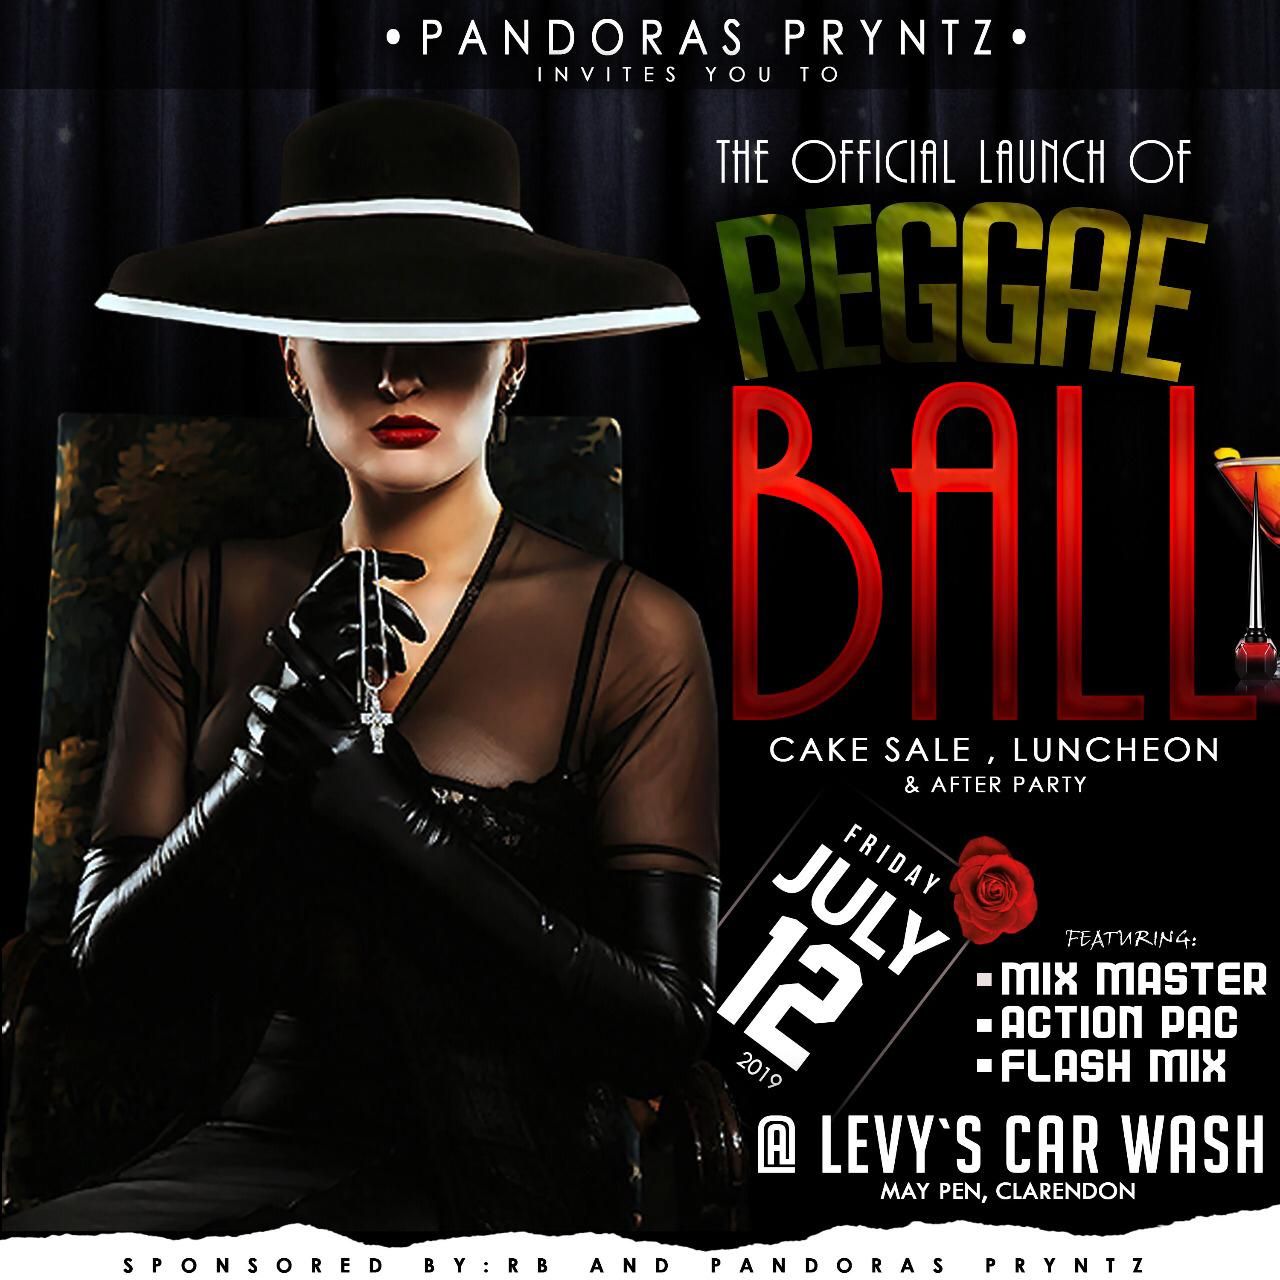 •PANDORAS PRYNTZ•
INVITES YOU TO
THE OFFICIAL LAUNCH OF
REGGAE
BALL
CAKE SALE , LUNCHEON
& AFTER PARTY
FRIDAY
JULY
12
2019
FEATURING:
▪MIX MASTER
▪ACTION PAC
▪FLASH MIX
@ LEVY`S CAR WASH
MAY PEN, CLARENDON
SPONSORED BY:RB AND PANDORAS PRYNTZ